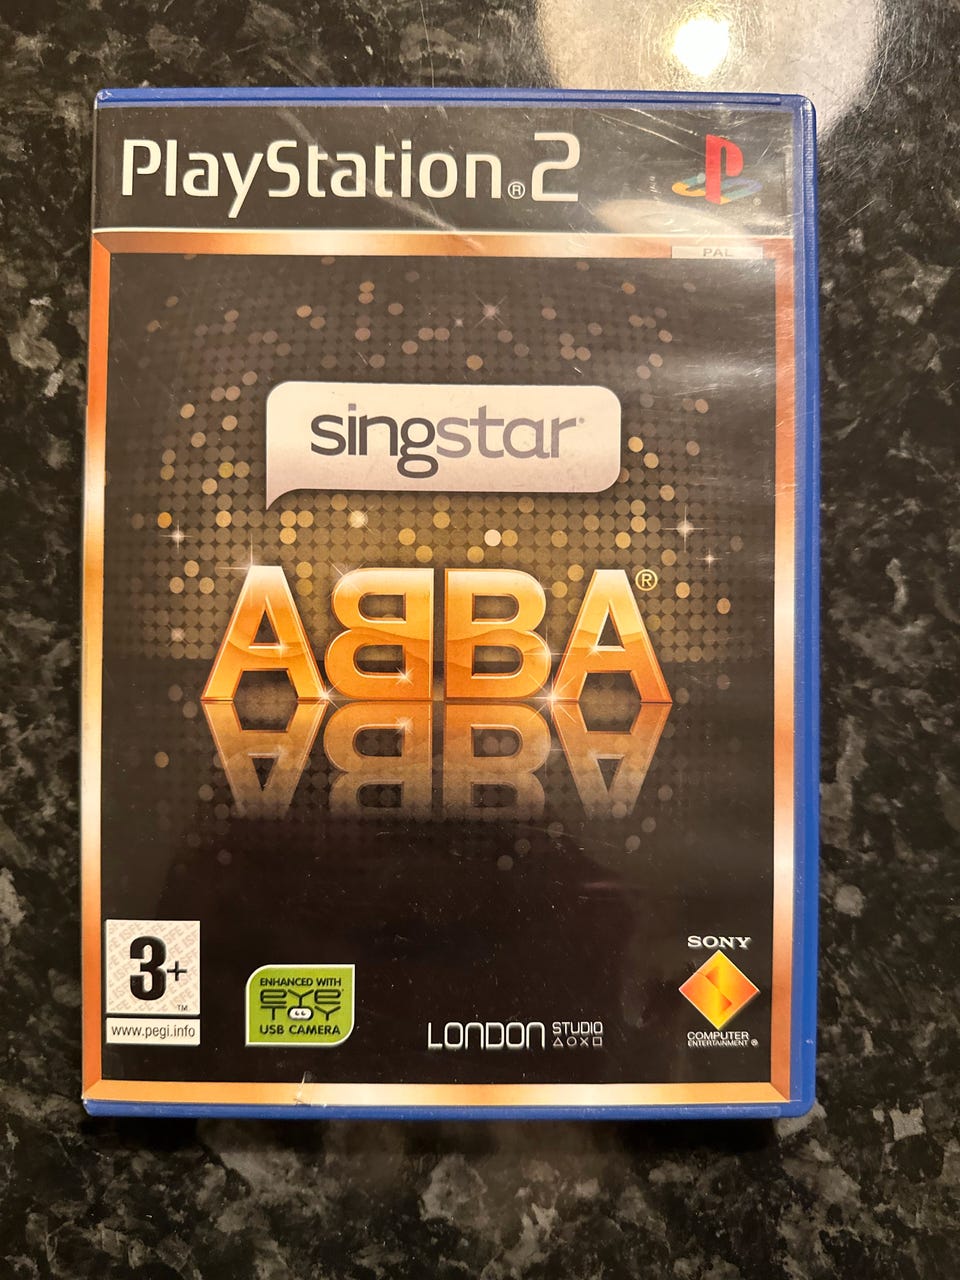 PlayStation®2
PAL
singstar
ABBA®
3+
TM
www.pegi.info
ENHANCED WITH
EYE
TOY
USB CAMERA
LONDON STUDIO
SONY
COMPUTER
ENTERTAINMENT®